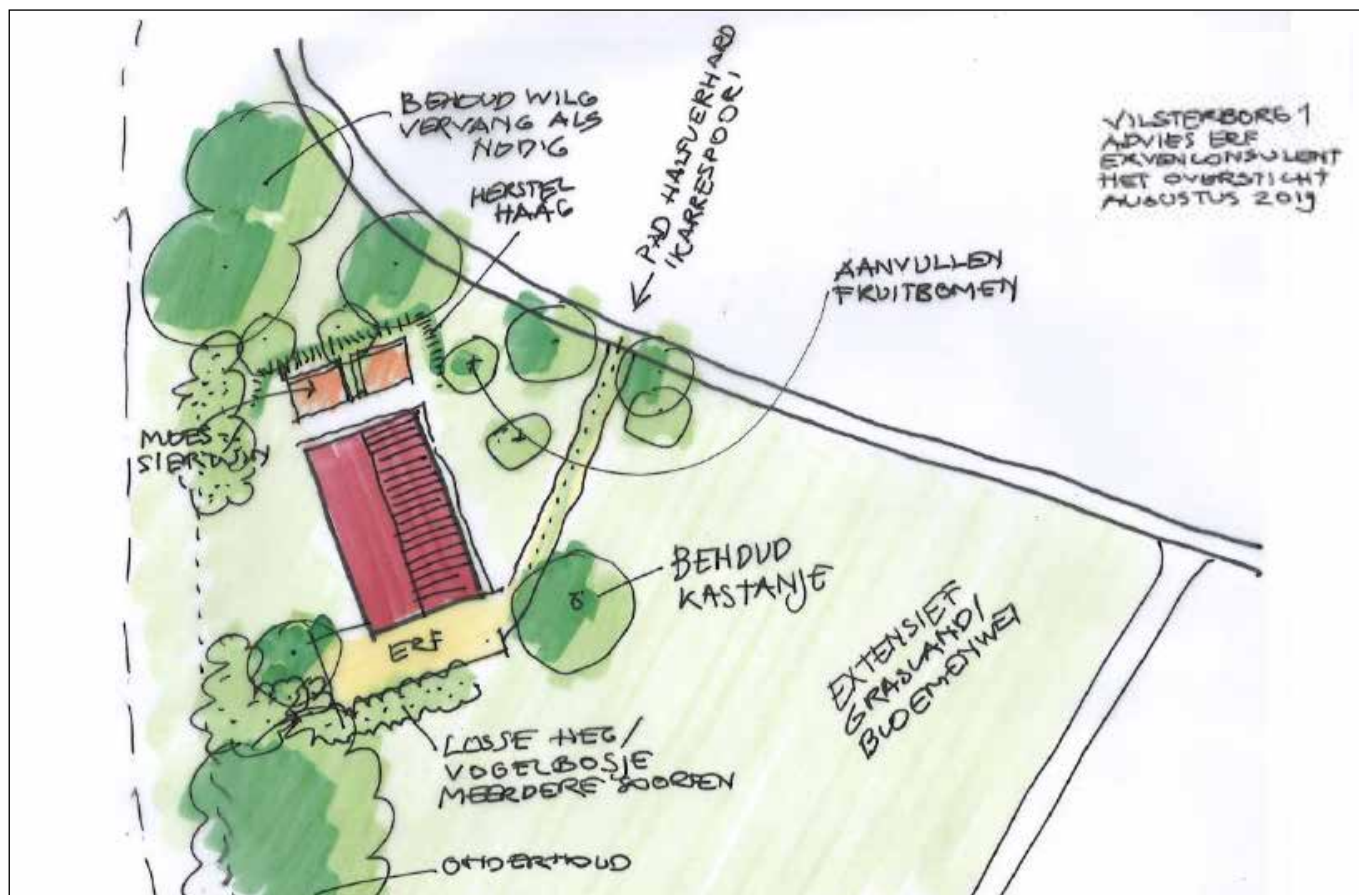 BEHOUD WILG
VERVANG ALS
NODIG
HERSTEL
HAAG
PAD HALFVERHARD
(KARRESPOOR)
VILSTERBORG 1
ADVIES ERF
ERVENCONSULENT
HET OVERSTICHT
AUGUSTUS 2019
AANVULLEN
FRUITBOMEN
MOES-
SIERTUIN
BEHOUD
KASTANJE
ERF
EXTENSIEF
GRASLAND/
BLOEMENWEI
LOSSE HEG/
VOGELBOSJE
MEERDERE SOORTEN
ONDERHOUD